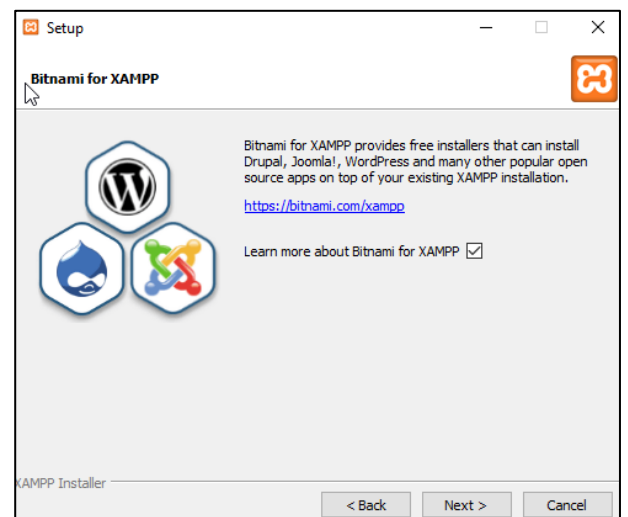 Setup
Bitnami for XAMPP
Bitnami for XAMPP provides free installers that can install
Drupal, Joomla!, WordPress and many other popular open
source apps on top of your existing XAMPP installation.
https://bitnami.com/xampp
Learn more about Bitnami for XAMPP
XAMPP Installer
< Back
Next >
Cancel